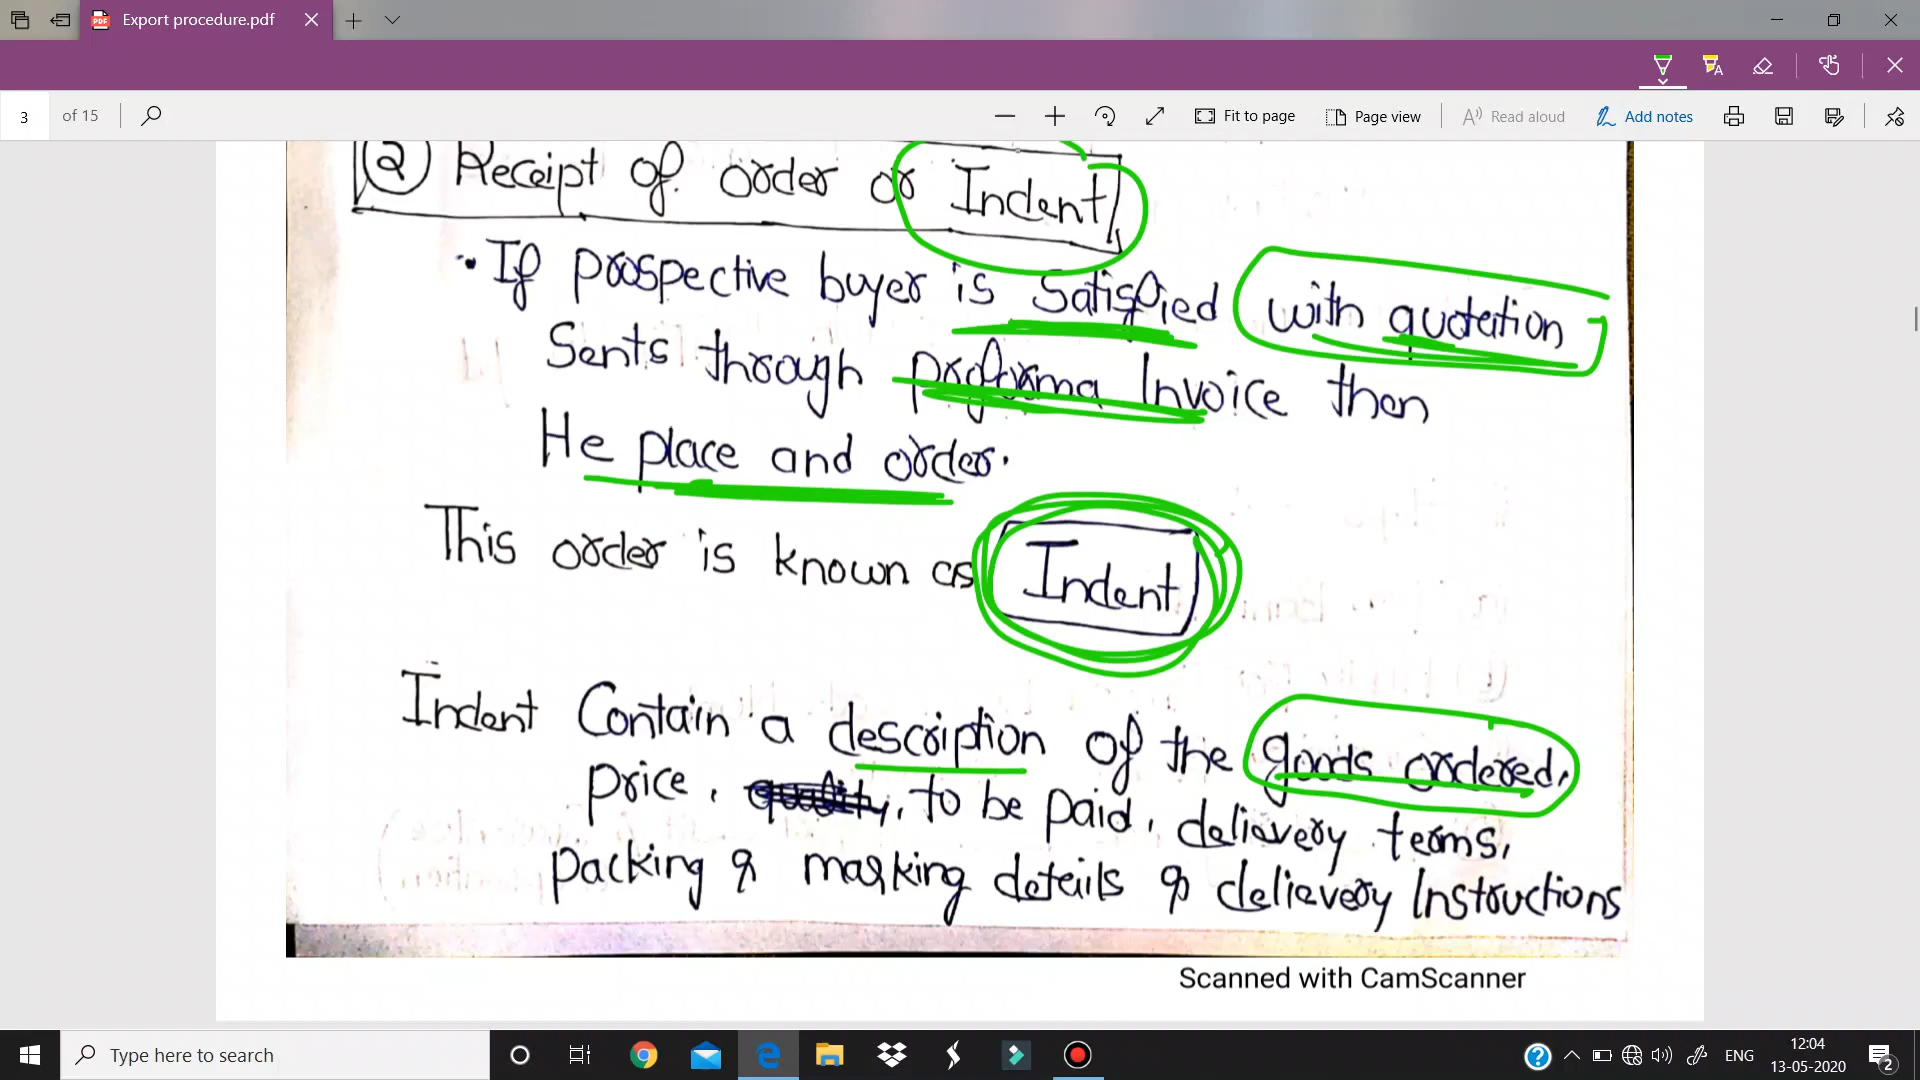 Export procedure.pdf
3 of 15
Fit to page
Page view
Read aloud
Add notes
② Receipt of order or Indent
• If prospective buyer is Satisfied with quotation
Sents through proforma Invoice then
He place and order.
This order is known as Indent
Indent Contain a description of the goods ordered,
price, quality, to be paid, delievery terms,
packing & marking details & delievery Instructions
Scanned with CamScanner
Type here to search
ENG
12:04
13-05-2020
2